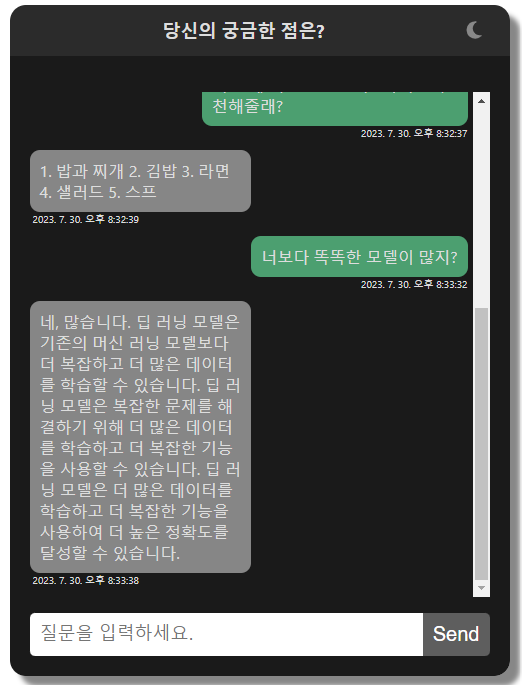 당신의 궁금한 점은?
천해줄래?
2023. 7. 30. 오후 8:32:37
1. 밥과 찌개 2. 김밥 3. 라면
4. 샐러드 5. 스프
2023. 7. 30. 오후 8:32:39
너보다 똑똑한 모델이 많지?
2023. 7. 30. 오후 8:33:32
네, 많습니다. 딥 러닝 모델은
기존의 머신 러닝 모델보다
더 복잡하고 더 많은 데이터
를 학습할 수 있습니다. 딥 러
닝 모델은 복잡한 문제를 해
결하기 위해 더 많은 데이터
를 학습하고 더 복잡한 기능
을 사용할 수 있습니다. 딥 러
닝 모델은 더 많은 데이터를
학습하고 더 복잡한 기능을
사용하여 더 높은 정확도를
달성할 수 있습니다.
2023. 7. 30. 오후 8:33:38
질문을 입력하세요.
Send